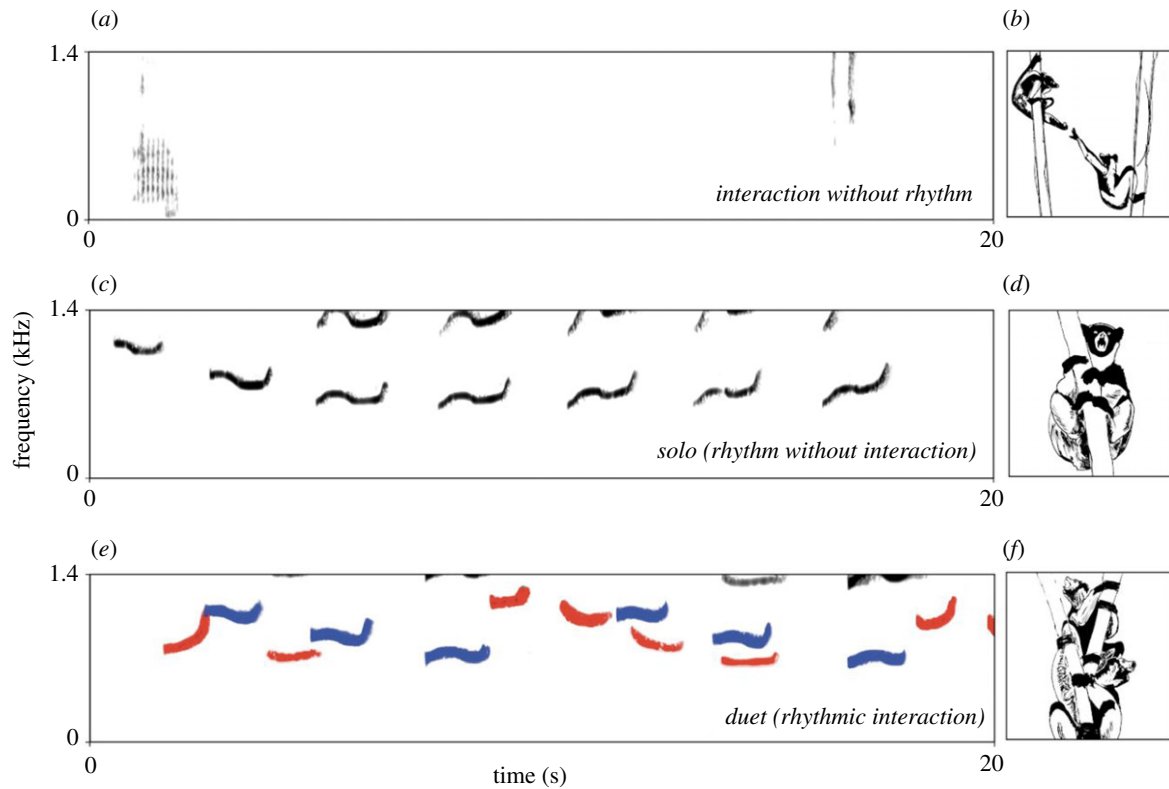 (a)
(b)
1.4
interaction without rhythm
0
0
20
(c)
(d)
1.4
frequency (kHz)
solo (rhythm without interaction)
0
0
20
(e)
(f)
1.4
duet (rhythmic interaction)
0
0
time (s)
20